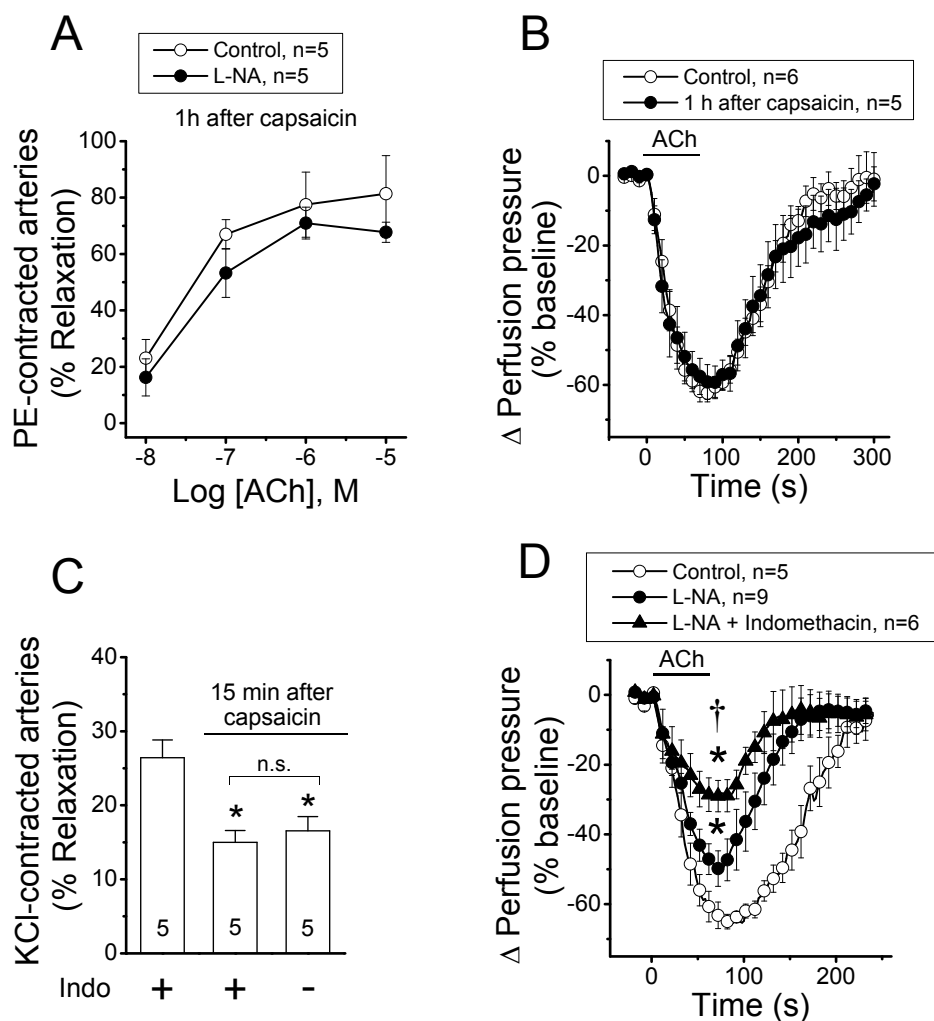 A
Control, n=5
L-NA, n=5
1h after capsaicin
PE-contracted arteries
(% Relaxation)
100
80
60
40
20
0
-8
-7
-6
-5
Log [ACh], M
B
Control, n=6
1 h after capsaicin, n=5
ACh
Δ Perfusion pressure
(% baseline)
0
-20
-40
-60
0
100
200
300
Time (s)
C
KCl-contracted arteries
(% Relaxation)
40
30
20
10
0
15 min after
capsaicin
n.s.
*
*
5
5
5
Indo
+
+
-
D
Control, n=5
L-NA, n=9
L-NA + Indomethacin, n=6
ACh
Δ Perfusion pressure
(% baseline)
0
-20
-40
-60
†
*
*
0
100
200
Time (s)